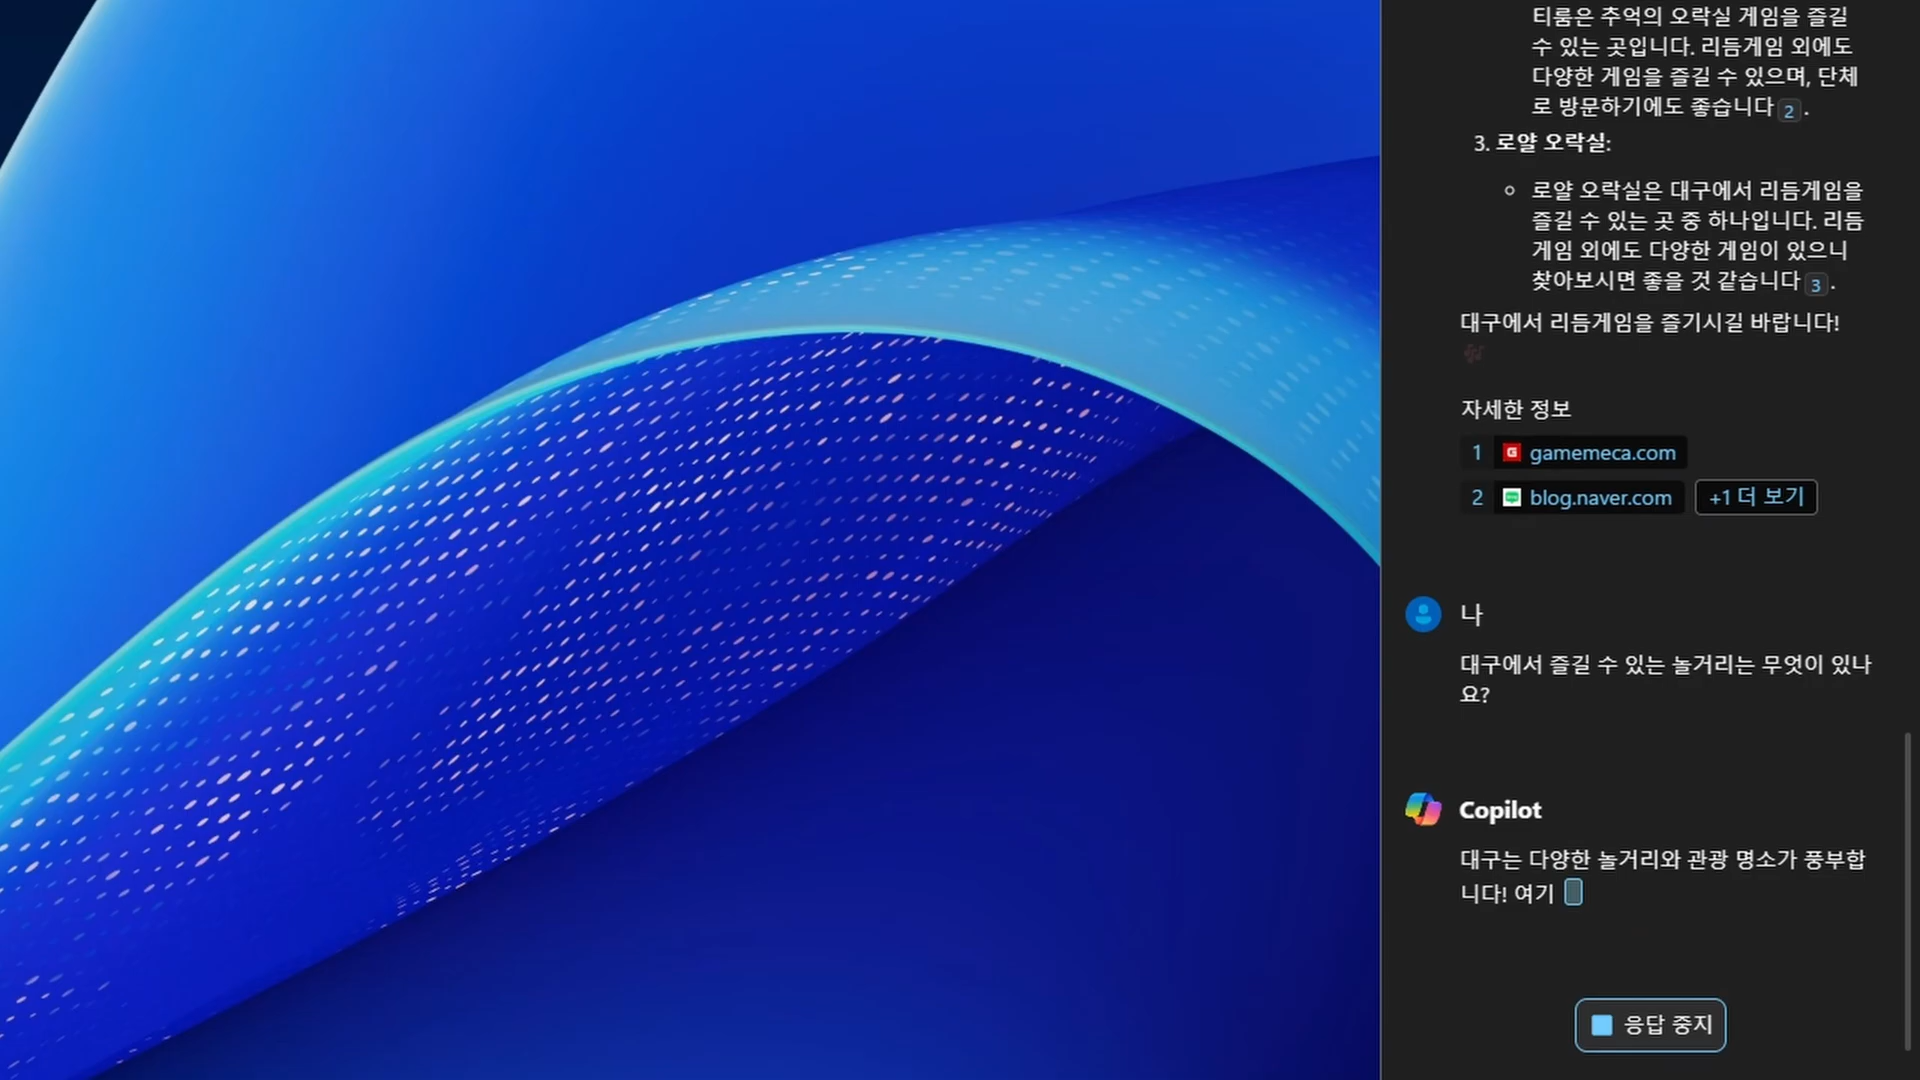 티룸은 추억의 오락실 게임을 즐길
수 있는 곳입니다. 리듬게임 외에도
다양한 게임을 즐길 수 있으며, 단체
로 방문하기에도 좋습니다 2 .
3. 로얄 오락실:
로얄 오락실은 대구에서 리듬게임을
즐길 수 있는 곳 중 하나입니다. 리듬
게임 외에도 다양한 게임이 있으니
찾아보시면 좋을 것 같습니다 3 .
대구에서 리듬게임을 즐기시길 바랍니다!
자세한 정보
1 gamemeca.com
2 blog.naver.com +1 더 보기
나
대구에서 즐길 수 있는 놀거리는 무엇이 있나
요?
Copilot
대구는 다양한 놀거리와 관광 명소가 풍부합
니다! 여기
응답 중지